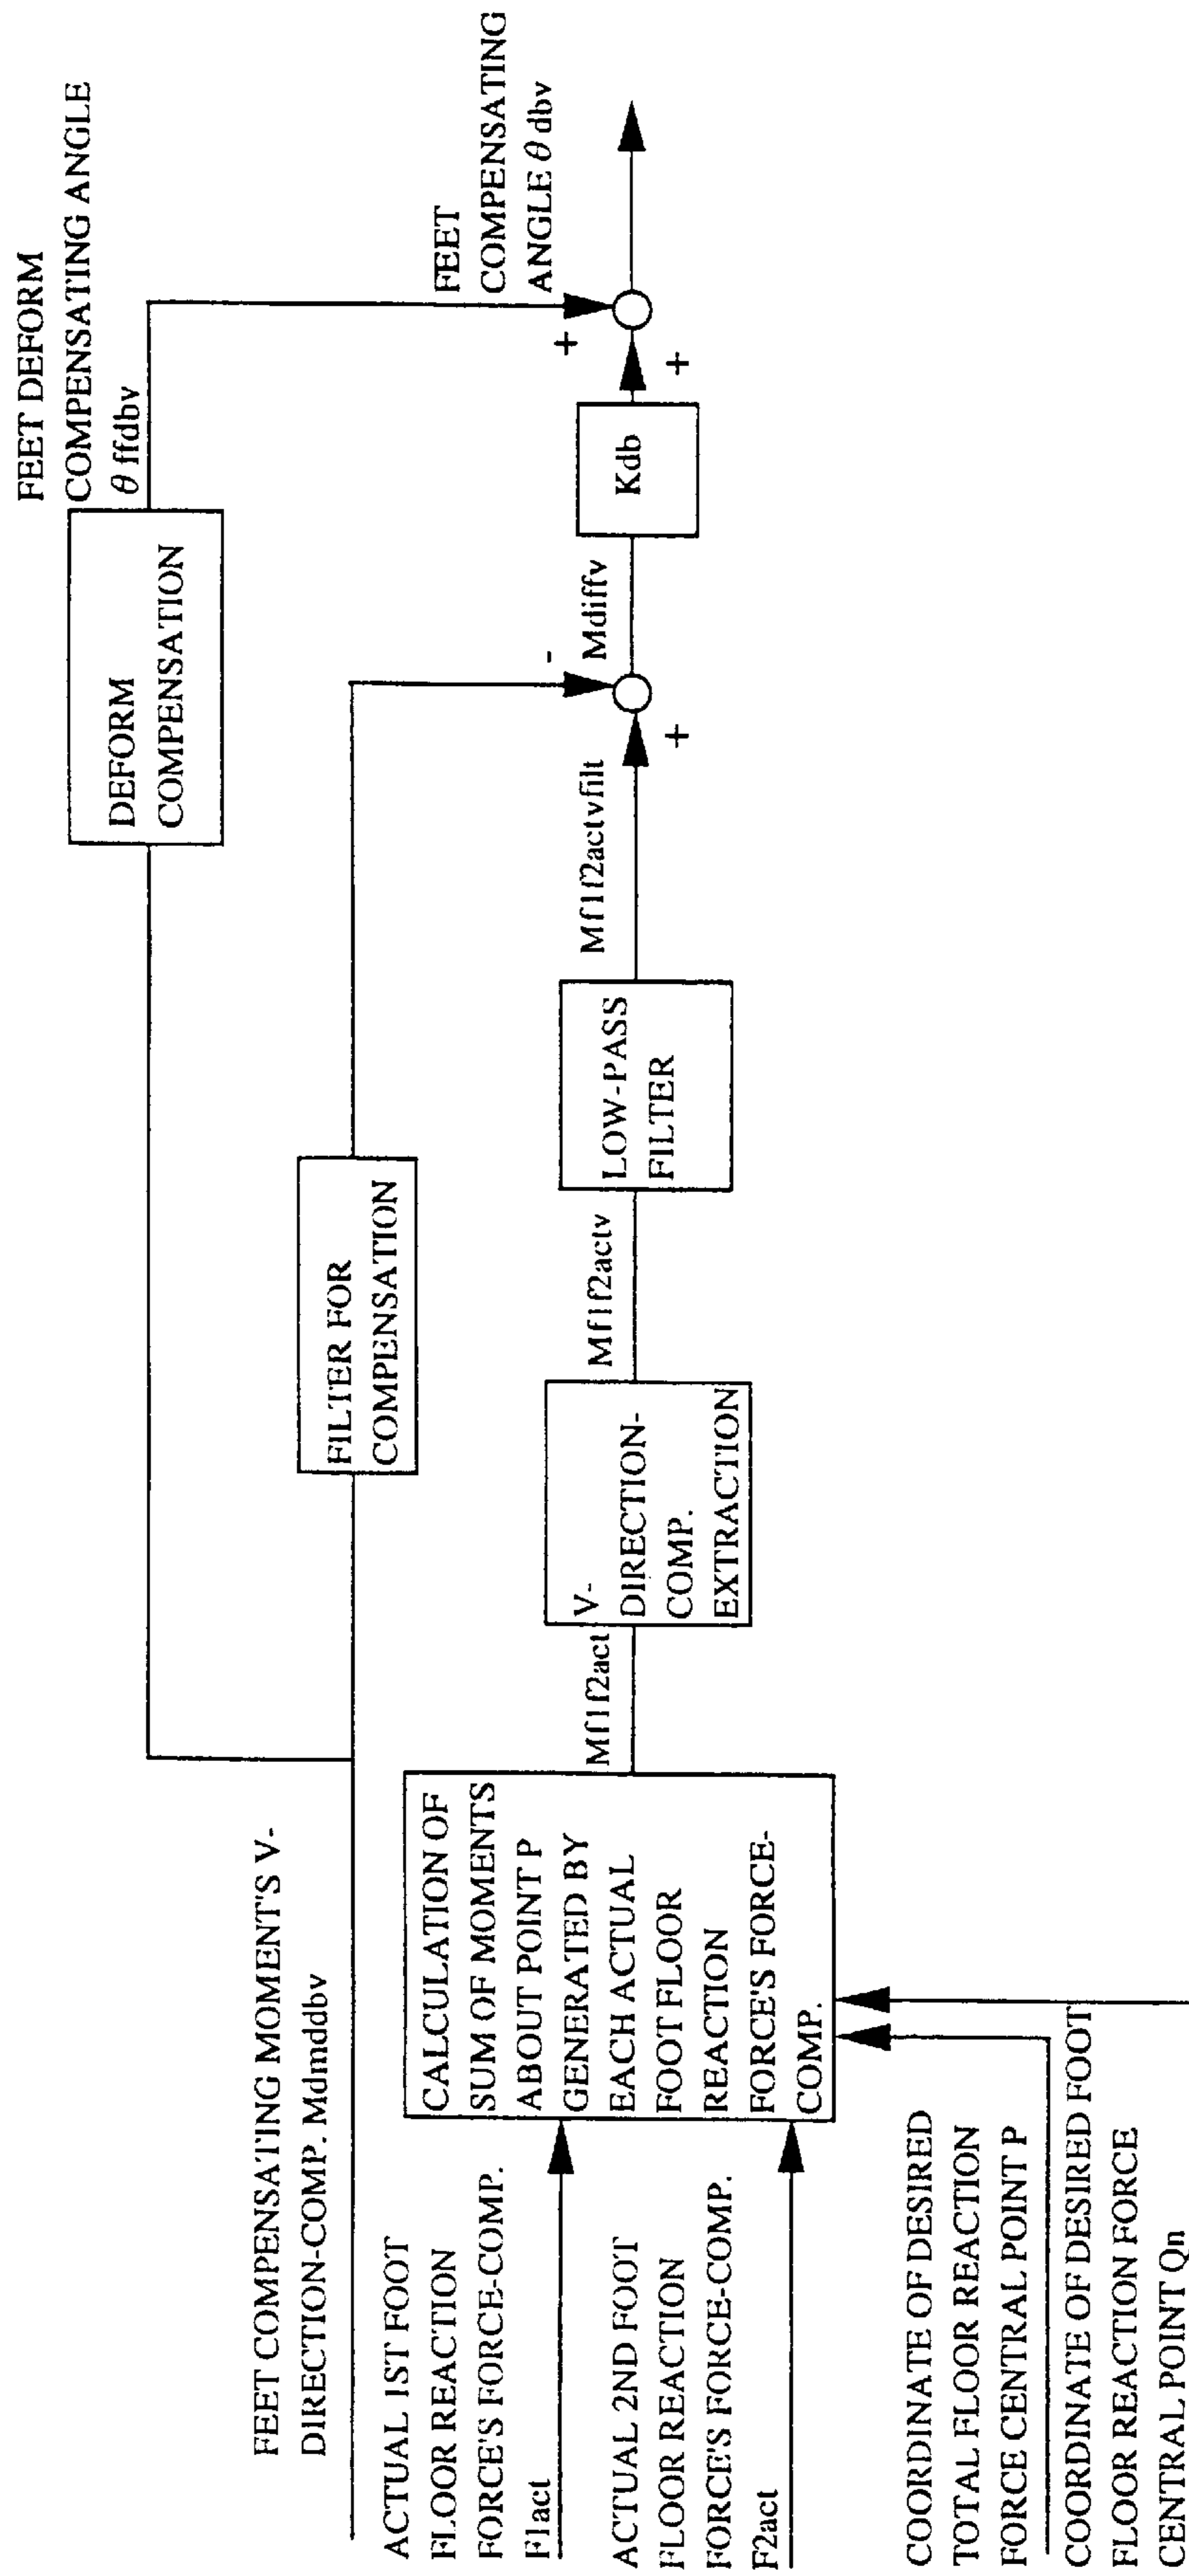 FEET DEFORM
COMPENSATING ANGLE
θ ffdbv
DEFORM
COMPENSATION
FEET COMPENSATING MOMENT'S V-
DIRECTION-COMP. Mdmddbv
FILTER FOR
COMPENSATION
FEET
COMPENSATING
ANGLE θ dbv
ACTUAL 1ST FOOT
FLOOR REACTION
FORCE'S FORCE-COMP.
F1act
ACTUAL 2ND FOOT
FLOOR REACTION
FORCE'S FORCE-COMP.
F2act
CALCULATION OF
SUM OF MOMENTS
ABOUT POINT P
GENERATED BY
EACH ACTUAL
FOOT FLOOR
REACTION
FORCE'S FORCE-
COMP.
Mf1f2act
V-
DIRECTION-
COMP.
EXTRACTION
Mf1f2actv
LOW-PASS
FILTER
Mf1f2actvfilt
+
-
Mdiffv
Kdb
+
+
COORDINATE OF DESIRED
TOTAL FLOOR REACTION
FORCE CENTRAL POINT P
COORDINATE OF DESIRED FOOT
FLOOR REACTION FORCE
CENTRAL POINT Qn